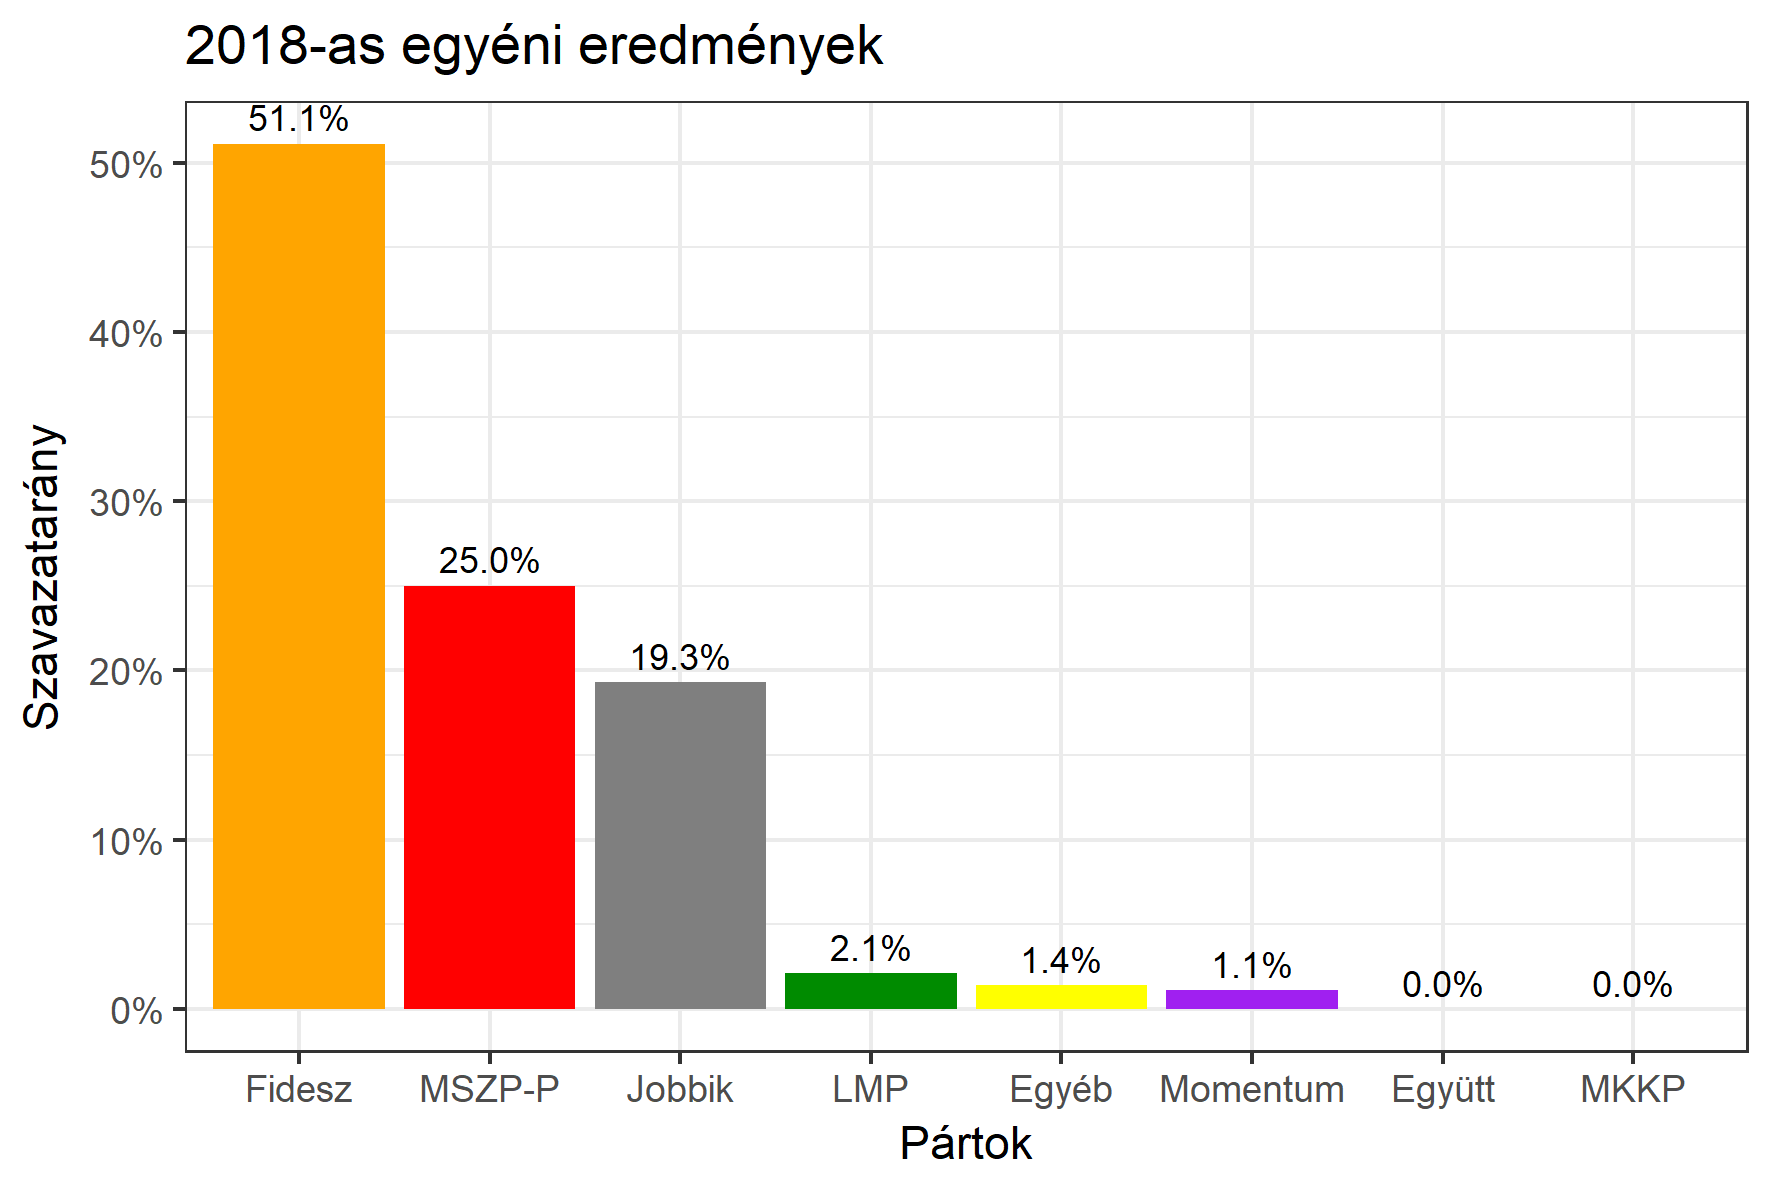 2018-as egyéni eredmények
Szavazatarány
50%
40%
30%
20%
10%
0%
51.1%
25.0%
19.3%
2.1%
1.4%
1.1%
0.0%
0.0%
Fidesz
MSZP-P
Jobbik
LMP
Egyéb
Momentum
Együtt
MKKP
Pártok